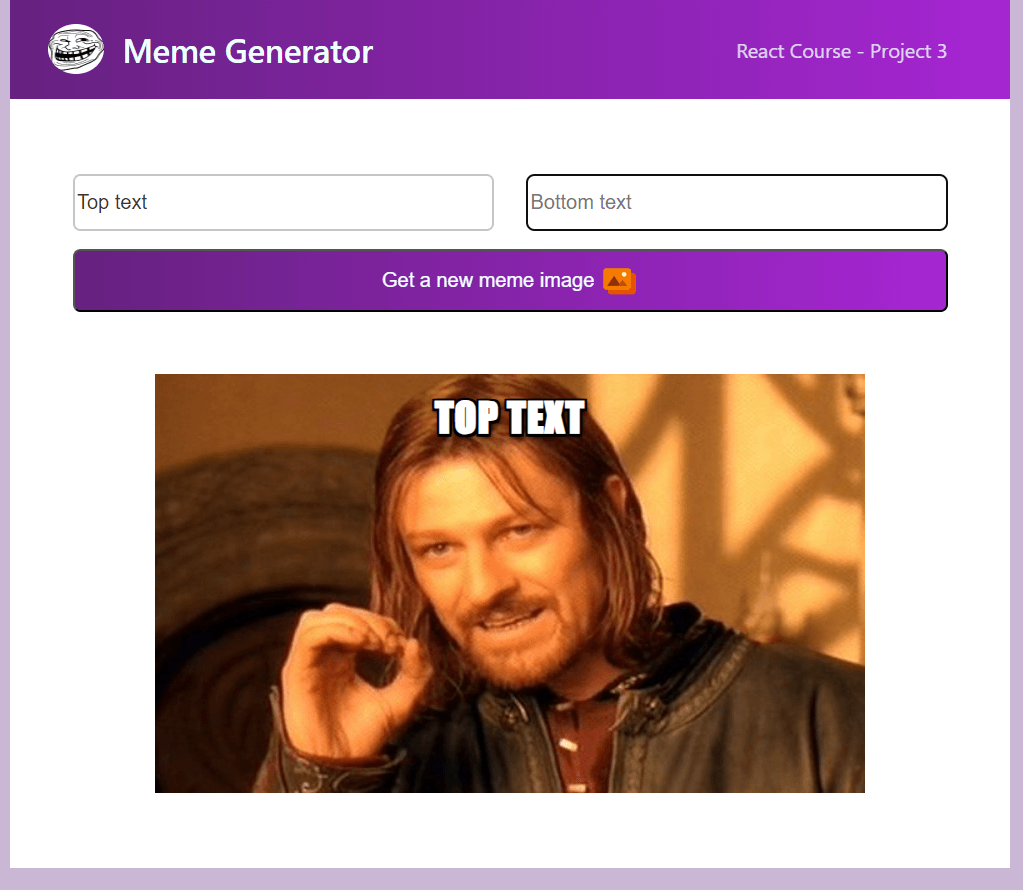 Meme Generator
React Course - Project 3
Top text
Bottom text
Get a new meme image
TOP TEXT